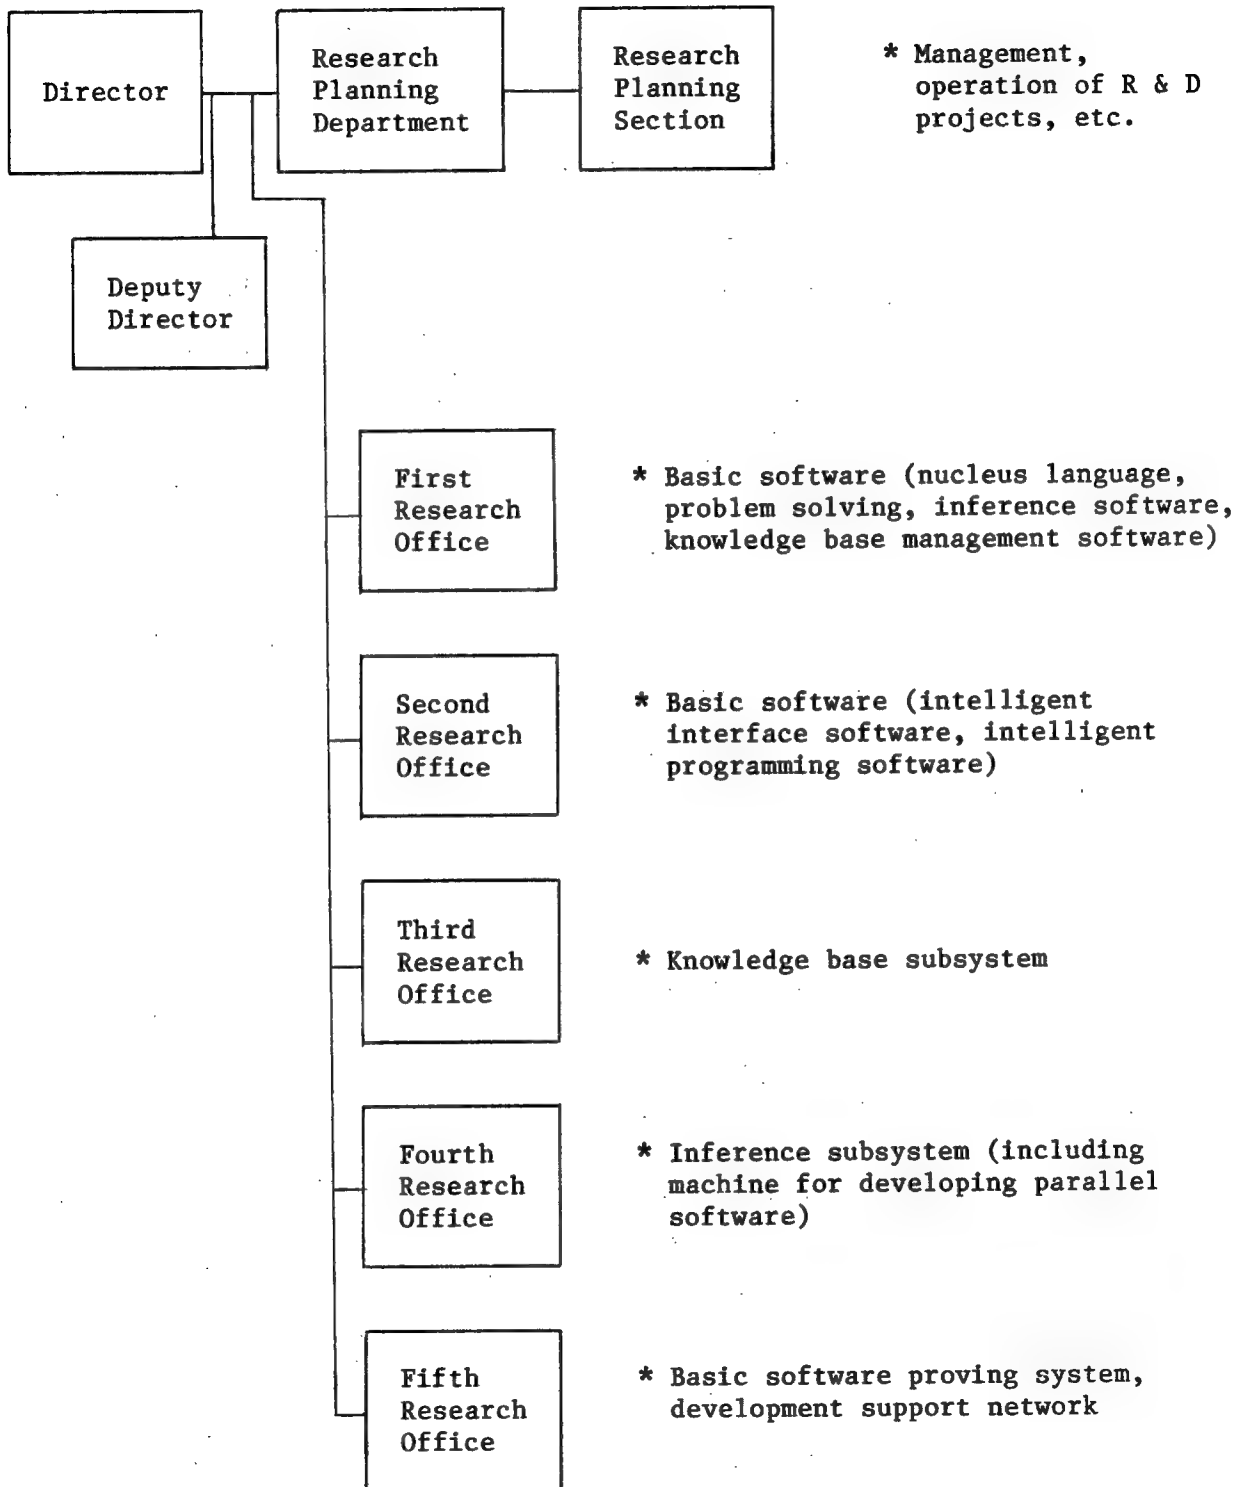 Director
Research
Planning
Department
Research
Planning
Section
* Management,
operation of R & D
projects, etc.
Deputy
Director
First
Research
Office
* Basic software (nucleus language,
problem solving, inference software,
knowledge base management software)
Second
Research
Office
* Basic software (intelligent
interface software, intelligent
programming software)
Third
Research
Office
* Knowledge base subsystem
Fourth
Research
Office
* Inference subsystem (including
machine for developing parallel
software)
Fifth
Research
Office
* Basic software proving system,
development support network